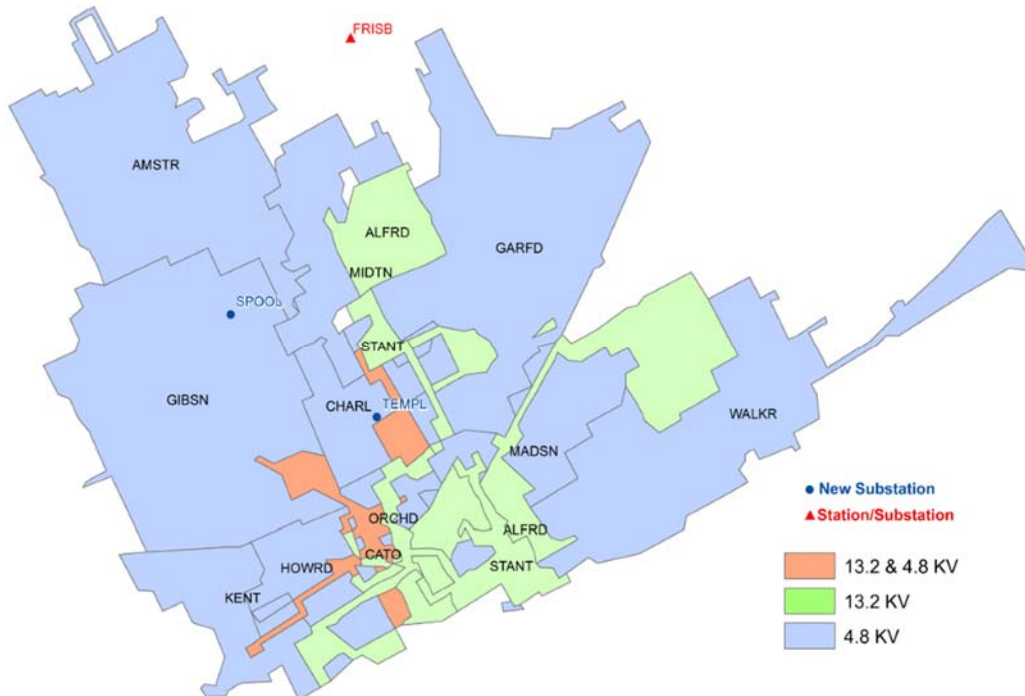 FRISB
AMSTR
ALFRD
GARFD
MIDTN
SPOOL
STANT
GIBSN
CHARL
TEMPL
WALKR
MADSN
New Substation
Station/Substation
ORCHD
ALFRD
CATO
HOWRD
STANT
13.2 & 4.8 KV
KENT
13.2 KV
4.8 KV